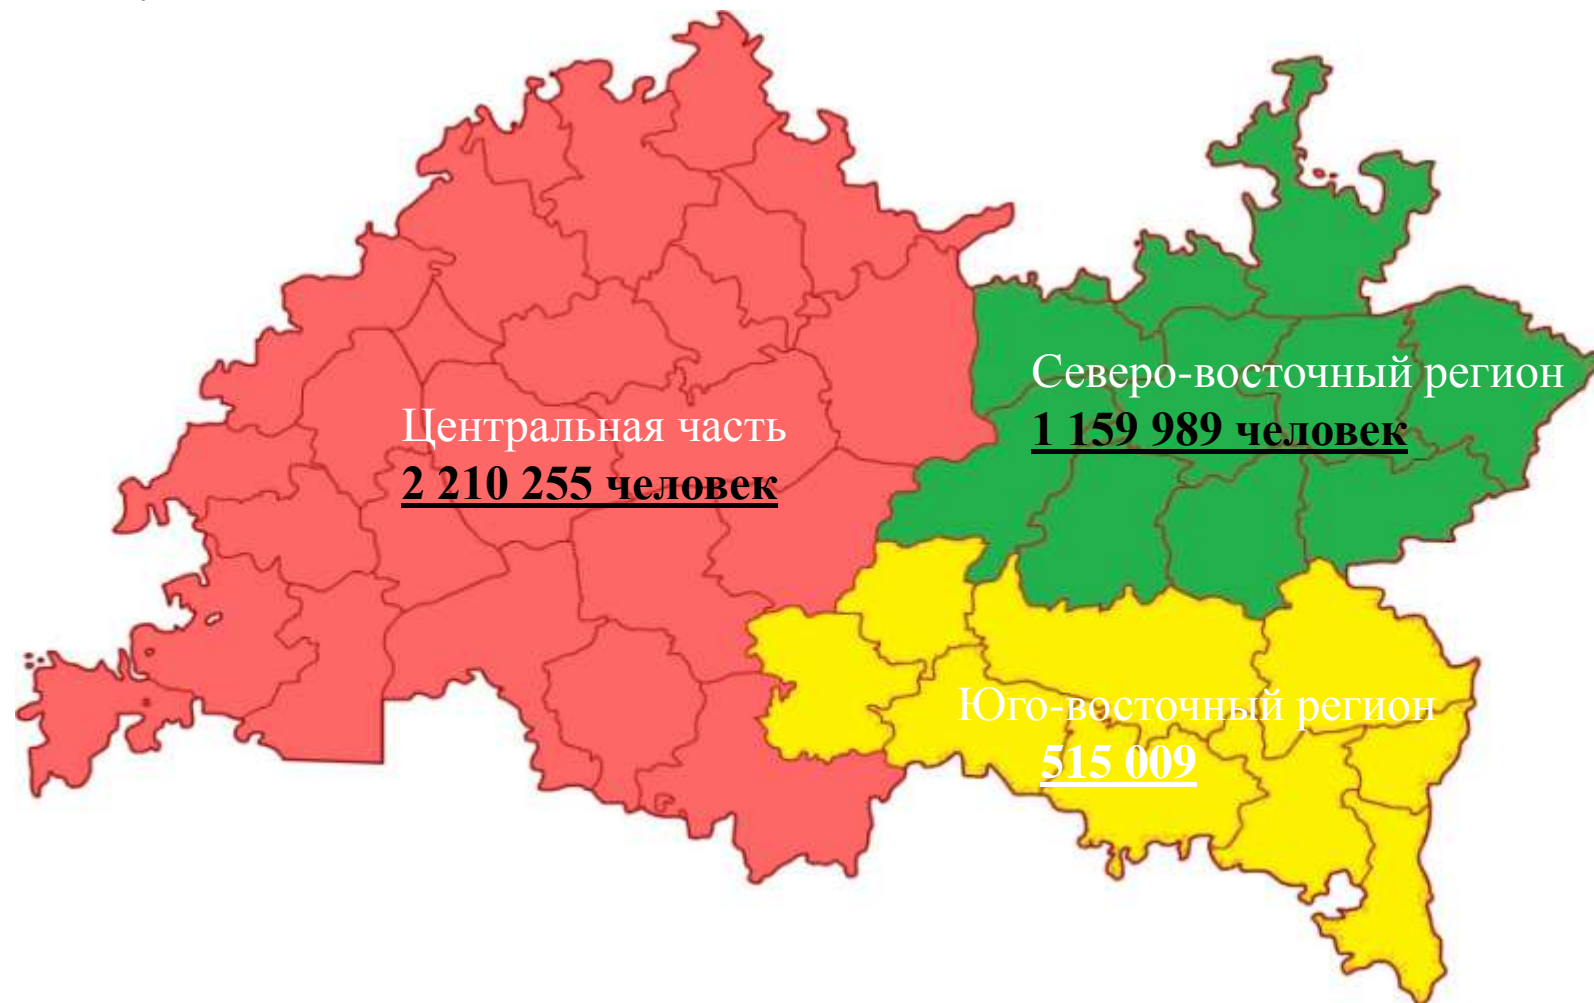 Центральная часть
2 210 255 человек
Северо-восточный регион
1 159 989 человек
Юго-восточный регион
515 009